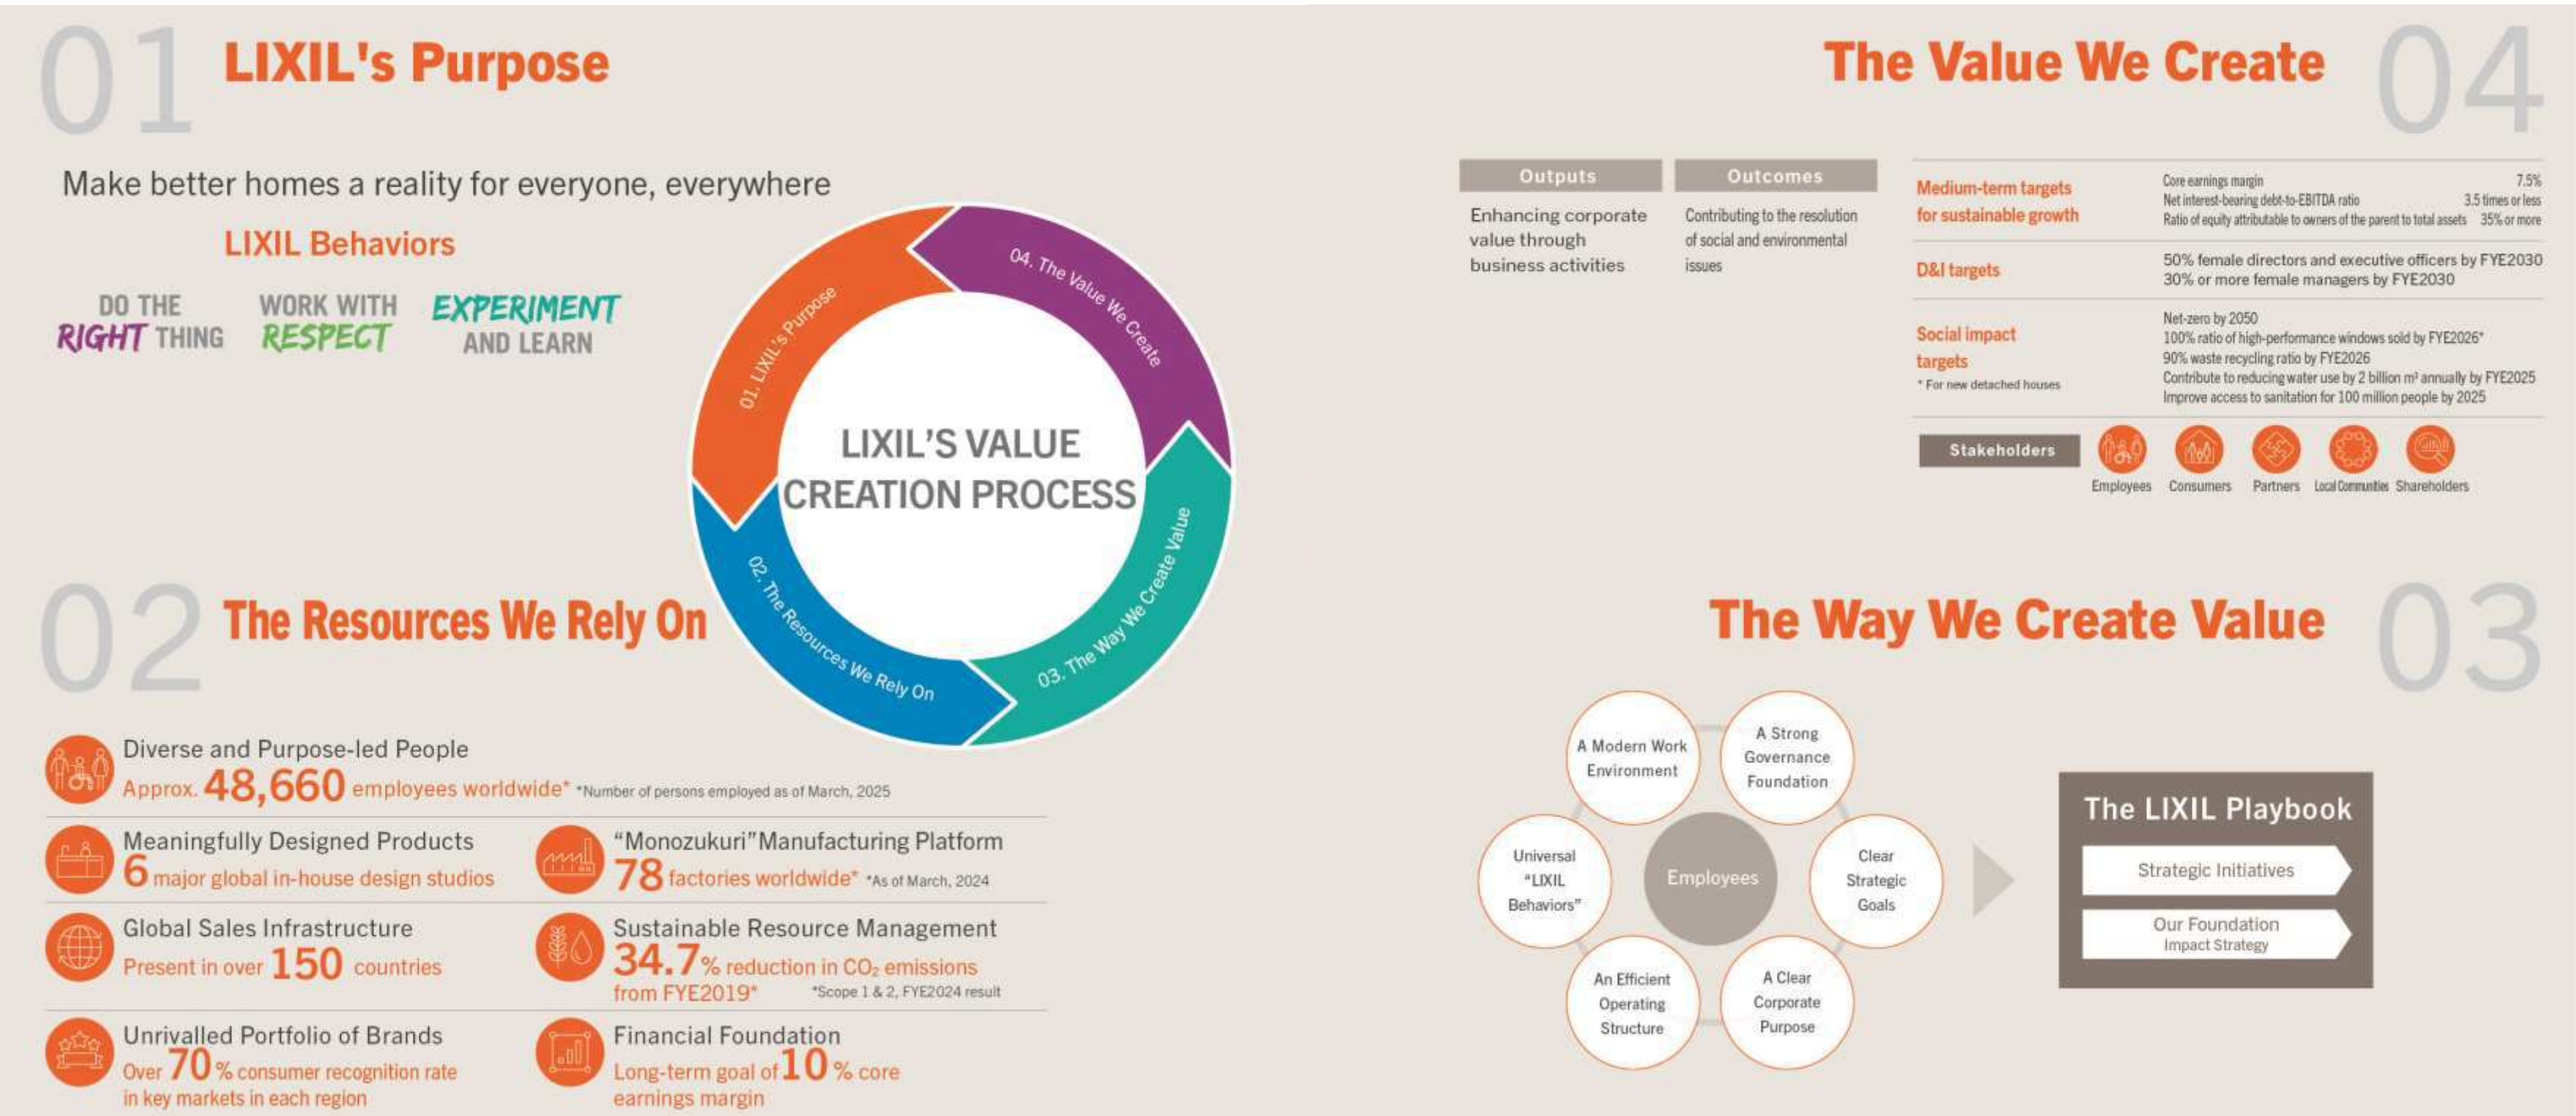 01
LIXIL's Purpose
Make better homes a reality for everyone, everywhere
LIXIL Behaviors
DO THE
RIGHT THING
WORK WITH
RESPECT
EXPERIMENT
AND LEARN
LIXIL'S VALUE
CREATION PROCESS
01. LIXIL's Purpose
02. The Resources We Rely On
03. The Way We Create Value
04. The Value We Create
02
The Resources We Rely On
Diverse and Purpose-led People
Approx. 48,660 employees worldwide* *Number of persons employed as of March, 2025
Meaningfully Designed Products
6 major global in-house design studios
"Monozukuri" Manufacturing Platform
78 factories worldwide* *As of March, 2024
Global Sales Infrastructure
Present in over 150 countries
Sustainable Resource Management
34.7% reduction in CO₂ emissions
from FYE2019* *Scope 1 & 2, FYE2024 result
Unrivalled Portfolio of Brands
Over 70% consumer recognition rate
in key markets in each region
Financial Foundation
Long-term goal of 10% core
earnings margin
The Way We Create Value
03
A Modern Work
Environment
A Strong
Governance
Foundation
Universal
"LIXIL
Behaviors"
Employees
Clear
Strategic
Goals
An Efficient
Operating
Structure
A Clear
Corporate
Purpose
The LIXIL Playbook
Strategic Initiatives
Our Foundation
Impact Strategy
The Value We Create
04
Outputs
Enhancing corporate
value through
business activities
Outcomes
Contributing to the resolution
of social and environmental
issues
Medium-term targets
for sustainable growth
Core earnings margin 7.5%
Net interest-bearing debt-to-EBITDA ratio 3.5 times or less
Ratio of equity attributable to owners of the parent to total assets 35% or more
D&I targets
50% female directors and executive officers by FYE2030
30% or more female managers by FYE2030
Social impact
targets
* For new detached houses
Net-zero by 2050
100% ratio of high-performance windows sold by FYE2026*
90% waste recycling ratio by FYE2026
Contribute to reducing water use by 2 billion m³ annually by FYE2025
Improve access to sanitation for 100 million people by 2025
Stakeholders
Employees
Consumers
Partners
Local Communities
Shareholders